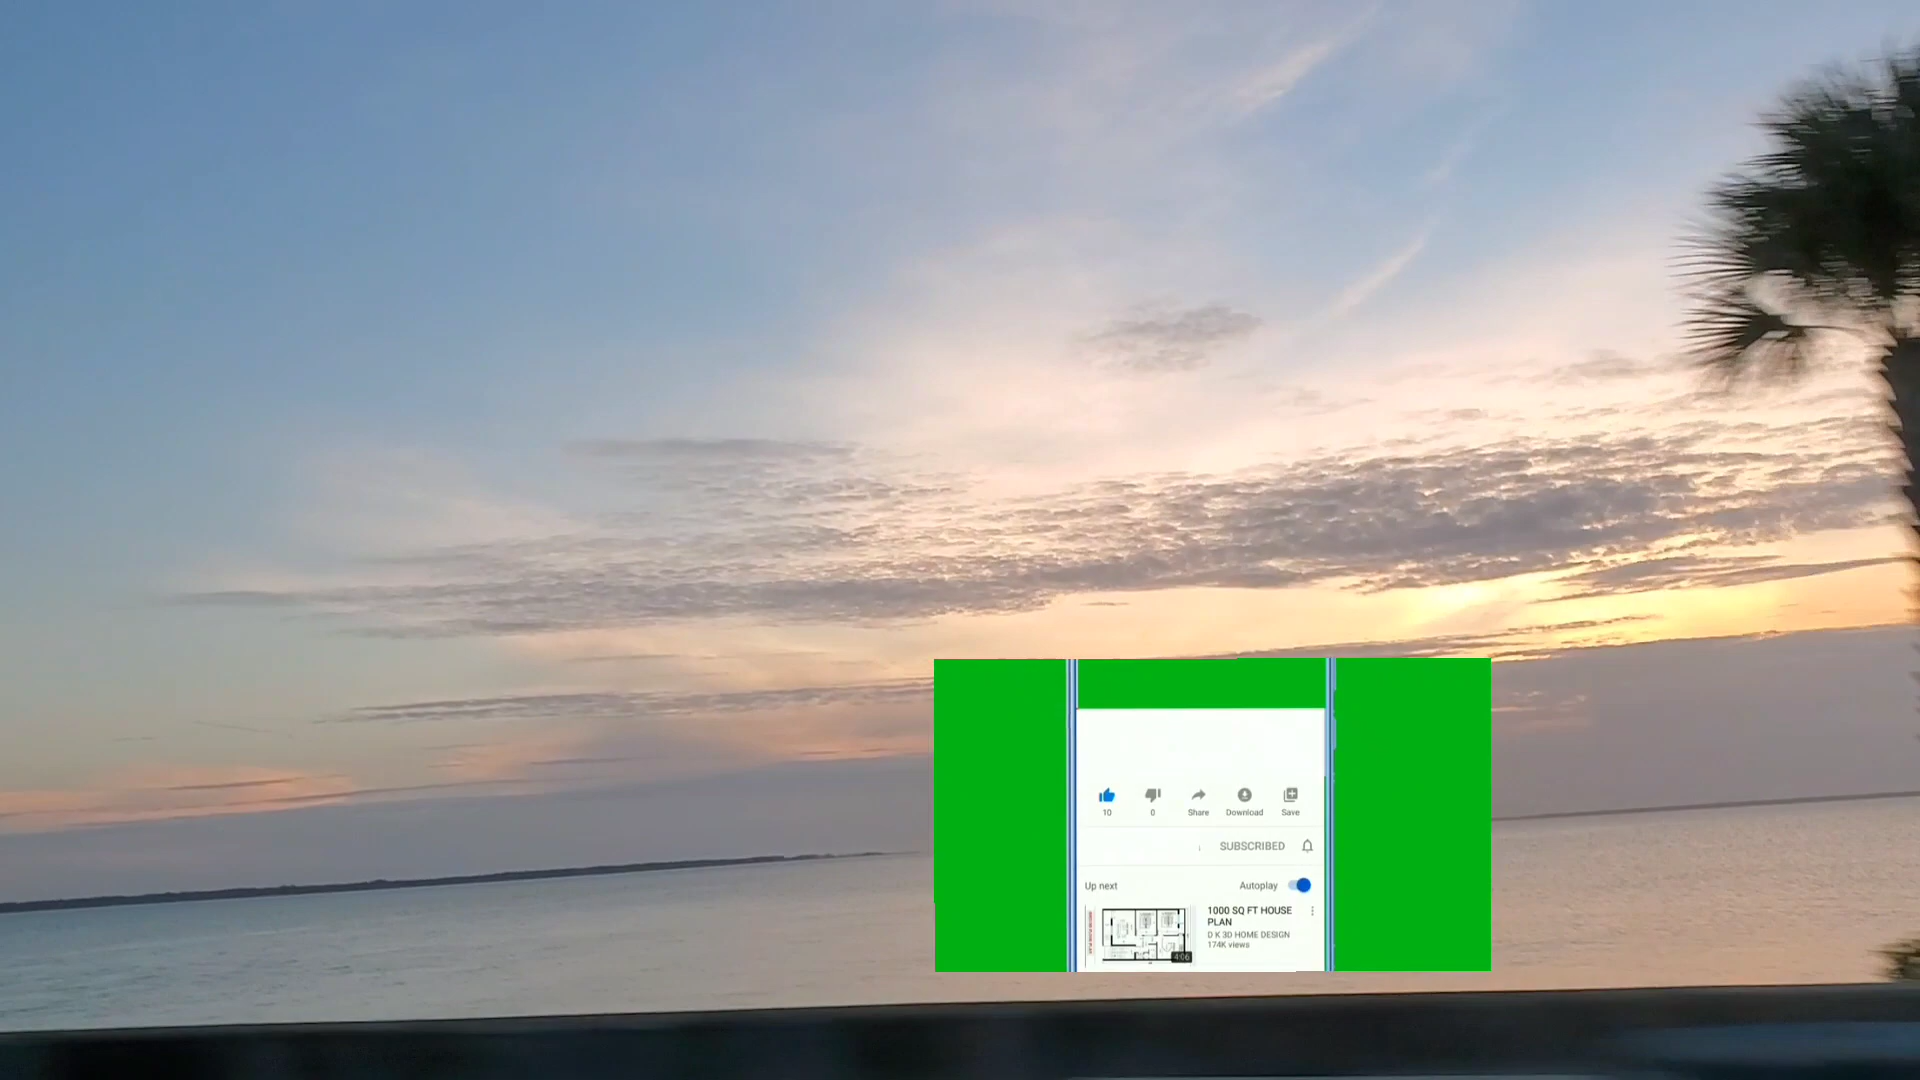 10
0
Share
Download
Save
SUBSCRIBED
Up next
Autoplay
1000 SQ FT HOUSE
PLAN
D K 3D HOME DESIGN
174K views
4:06